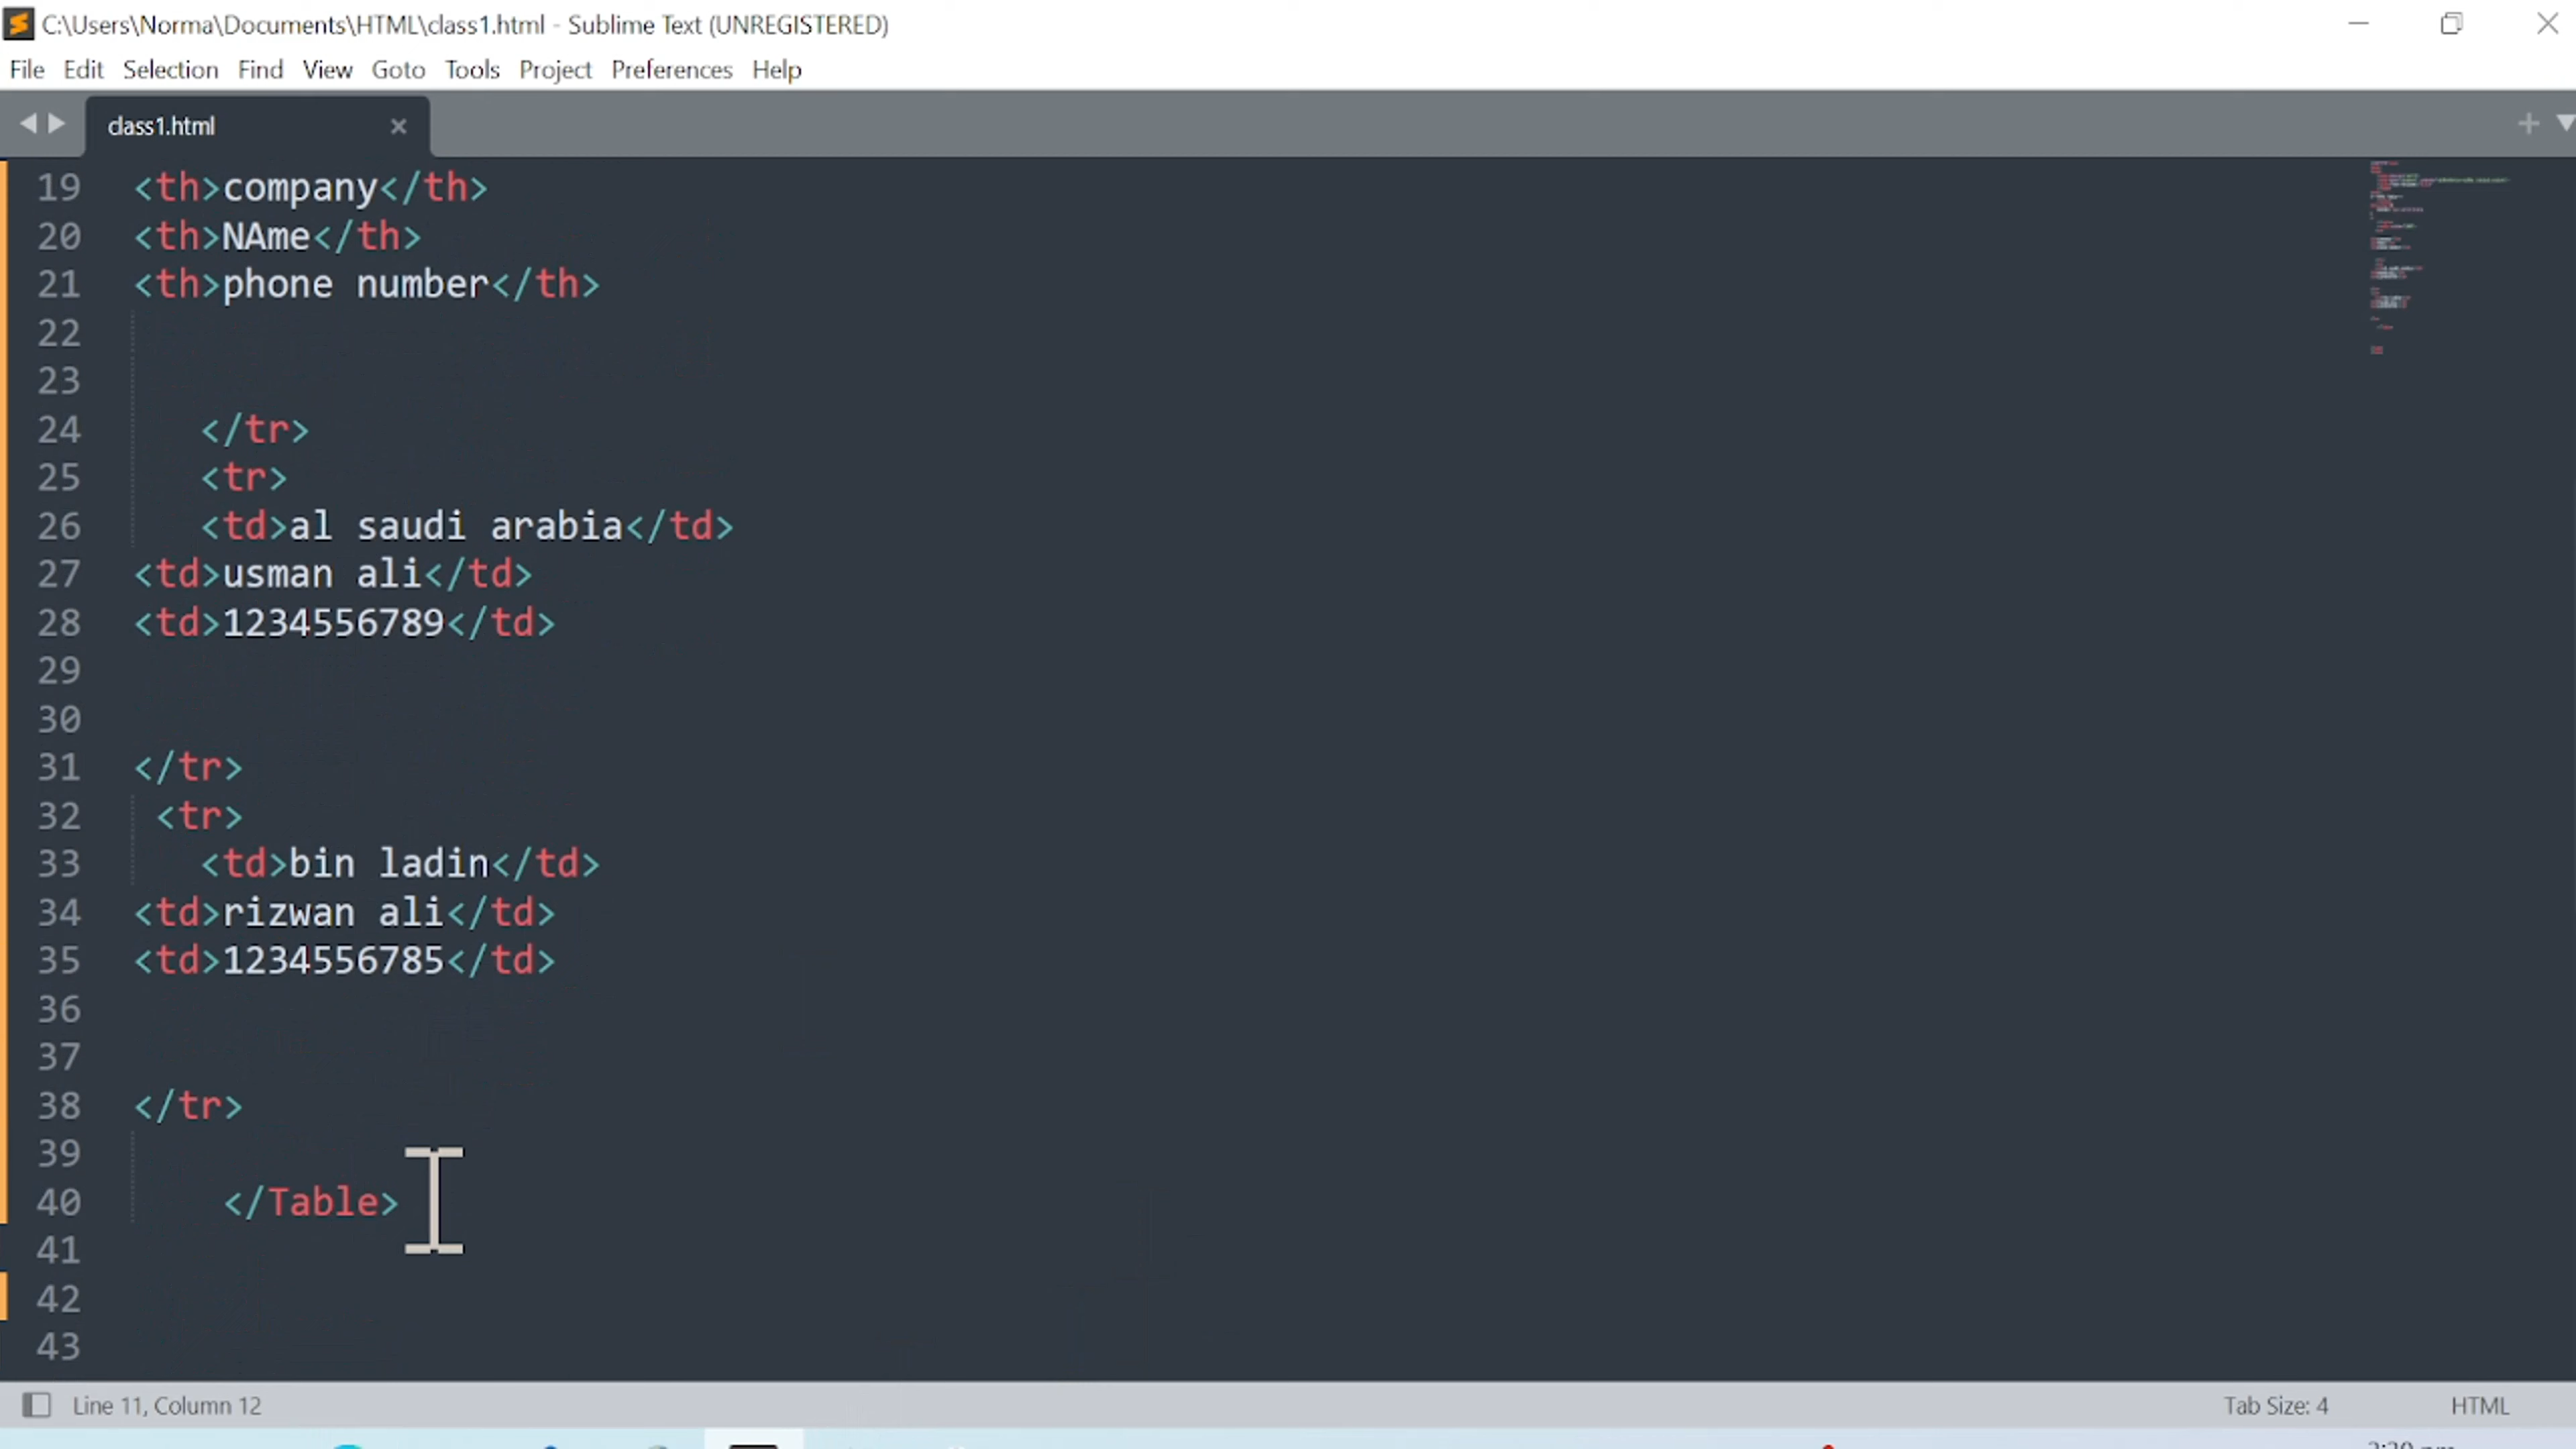 C:\Users\Norma\Documents\HTML\class1.html - Sublime Text (UNREGISTERED)
File Edit Selection Find View Goto Tools Project Preferences Help
class1.html
19 <th>company</th>
20 <th>NAme</th>
21 <th>phone number</th>
22
23
24 </tr>
25 <tr>
26 <td>al saudi arabia</td>
27 <td>usman ali</td>
28 <td>1234556789</td>
29
30
31 </tr>
32 <tr>
33 <td>bin ladin</td>
34 <td>rizwan ali</td>
35 <td>1234556785</td>
36
37
38 </tr>
39
40 </Table>
41
42
43
Line 11, Column 12 Tab Size: 4 HTML